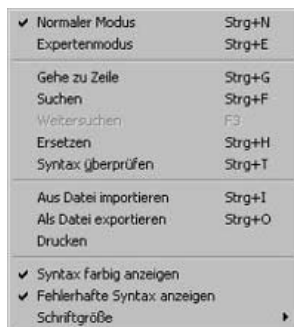 Normaler Modus Strg+N
Expertenmodus Strg+E
Gehe zu Zeile Strg+G
Suchen Strg+F
Weitersuchen F3
Ersetzen Strg+H
Syntax überprüfen Strg+T
Aus Datei importieren Strg+I
Als Datei exportieren Strg+O
Drucken
Syntax farbig anzeigen
Fehlerhafte Syntax anzeigen
Schriftgröße